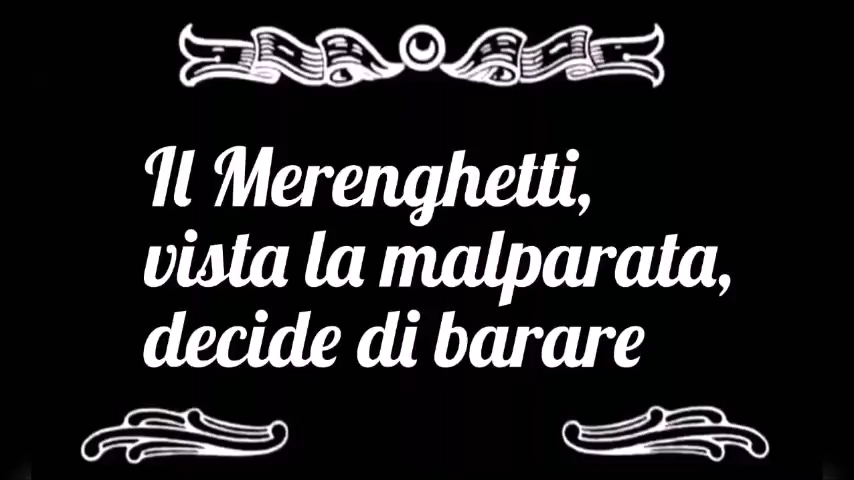 Il Merenghetti,
vista la malparata,
decide di barare